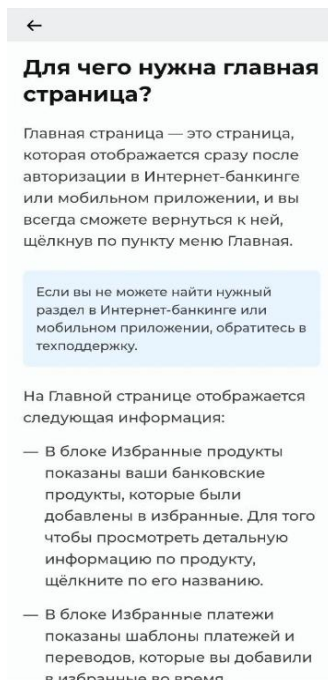 Для чего нужна главная
страница?
Главная страница — это страница,
которая отображается сразу после
авторизации в Интернет-банкинге
или мобильном приложении, и вы
всегда сможете вернуться к ней,
щёлкнув по пункту меню Главная.
Если вы не можете найти нужный
раздел в Интернет-банкинге или
мобильном приложении, обратитесь в
техподдержку.
На Главной странице отображается
следующая информация:
— В блоке Избранные продукты
показаны ваши банковские
продукты, которые были
добавлены в избранные. Для того
чтобы просмотреть детальную
информацию по продукту,
щёлкните по его названию.
— В блоке Избранные платежи
показаны шаблоны платежей и
переводов, которые вы добавили
в избранные во время